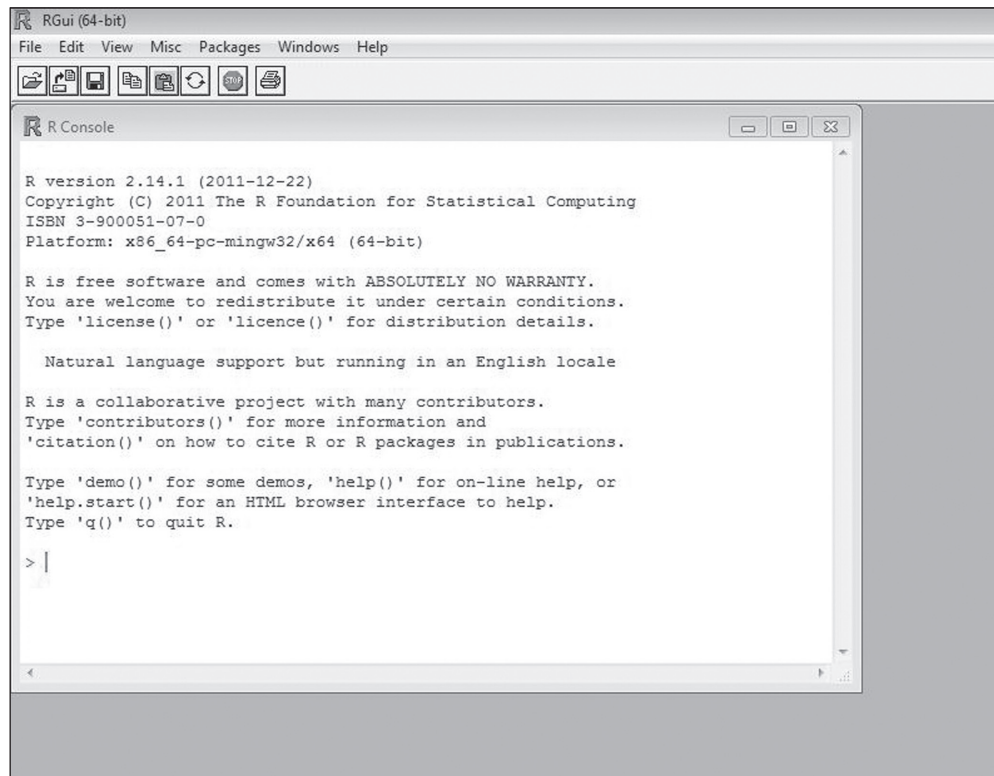 RGui (64-bit)
File Edit View Misc Packages Windows Help
STOP
R Console
R version 2.14.1 (2011-12-22)
Copyright (C) 2011 The R Foundation for Statistical Computing
ISBN 3-900051-07-0
Platform: x86_64-pc-mingw32/x64 (64-bit)
R is free software and comes with ABSOLUTELY NO WARRANTY.
You are welcome to redistribute it under certain conditions.
Type 'license()' or 'licence()' for distribution details.
Natural language support but running in an English locale
R is a collaborative project with many contributors.
Type 'contributors()' for more information and
'citation()' on how to cite R or R packages in publications.
Type 'demo()' for some demos, 'help()' for on-line help, or
'help.start()' for an HTML browser interface to help.
Type 'q()' to quit R.
>